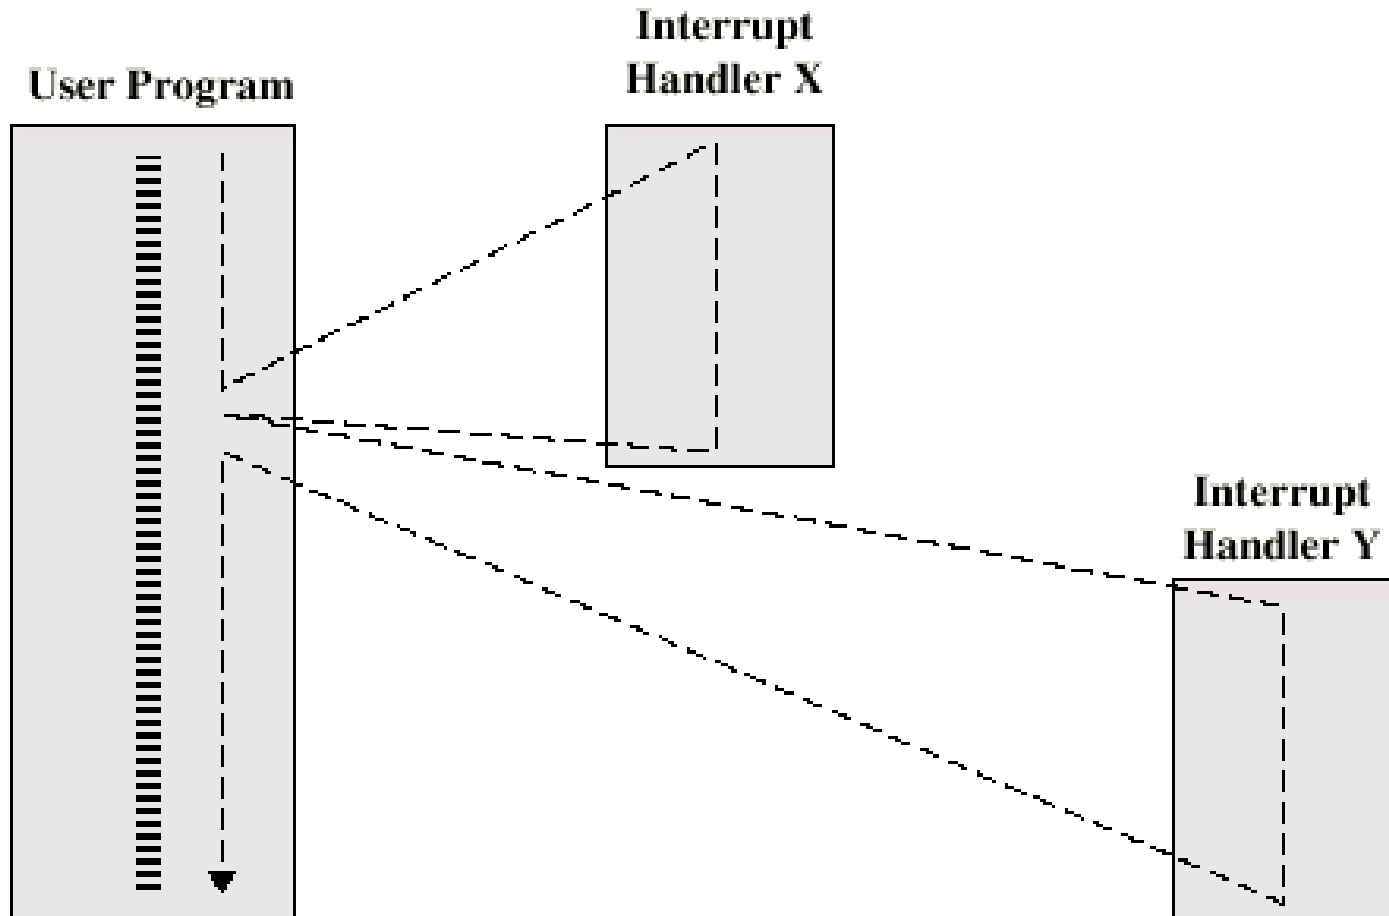 User Program
Interrupt
Handler X
Interrupt
Handler Y